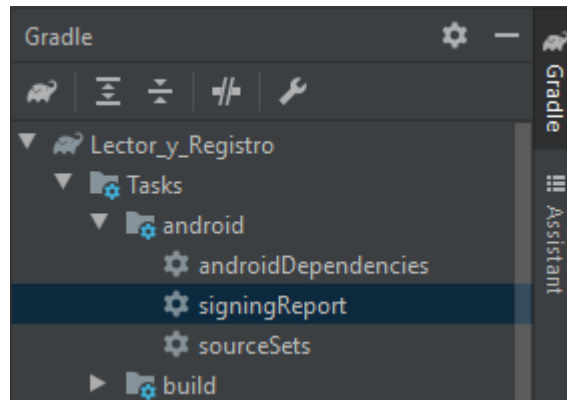 Gradle
Lector_y_Registro
Tasks
android
androidDependencies
signingReport
sourceSets
build
Gradle
Assistant